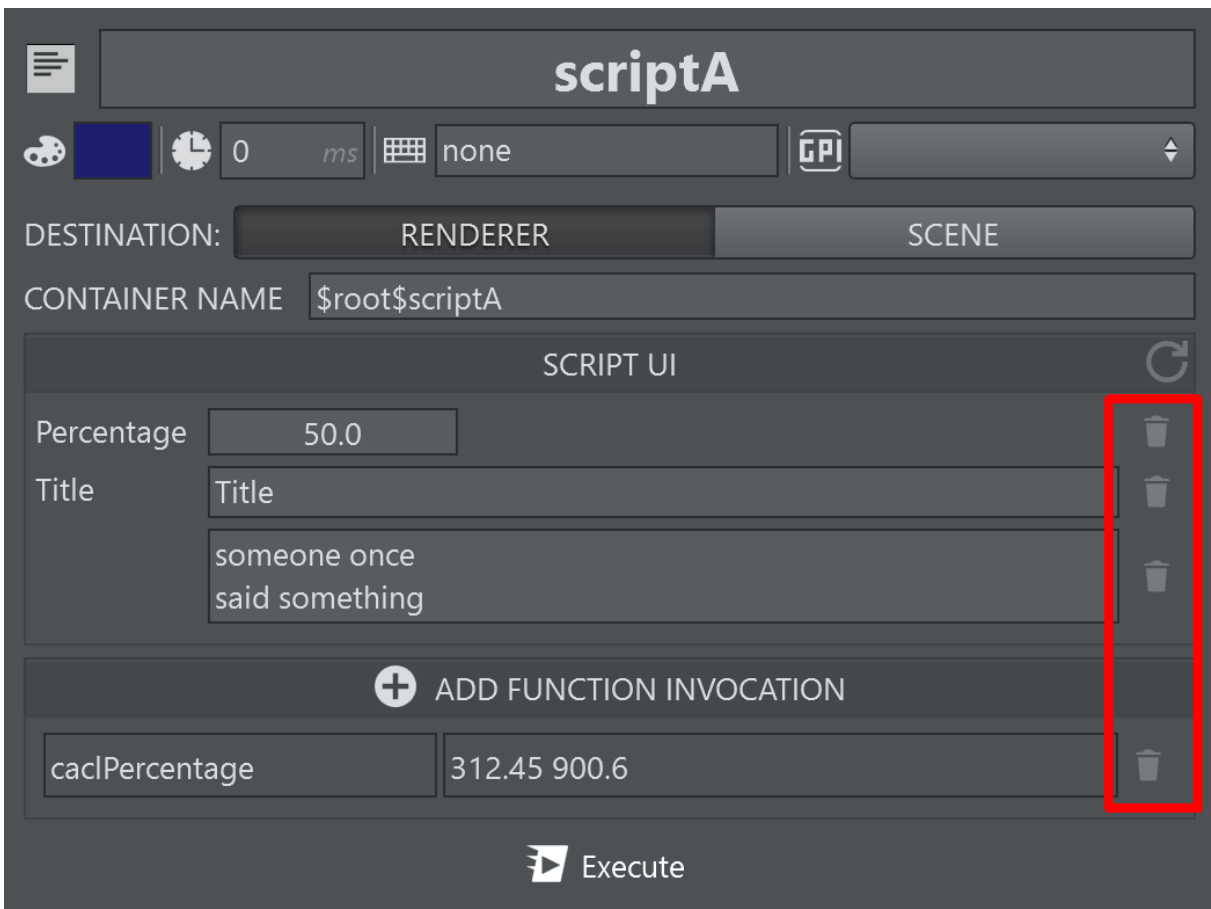 scriptA
0 ms none GPI
DESTINATION: RENDERER SCENE
CONTAINER NAME $root$scriptA
SCRIPT UI
Percentage 50.0
Title Title
someone once
said something
ADD FUNCTION INVOCATION
caclPercentage 312.45 900.6
Execute